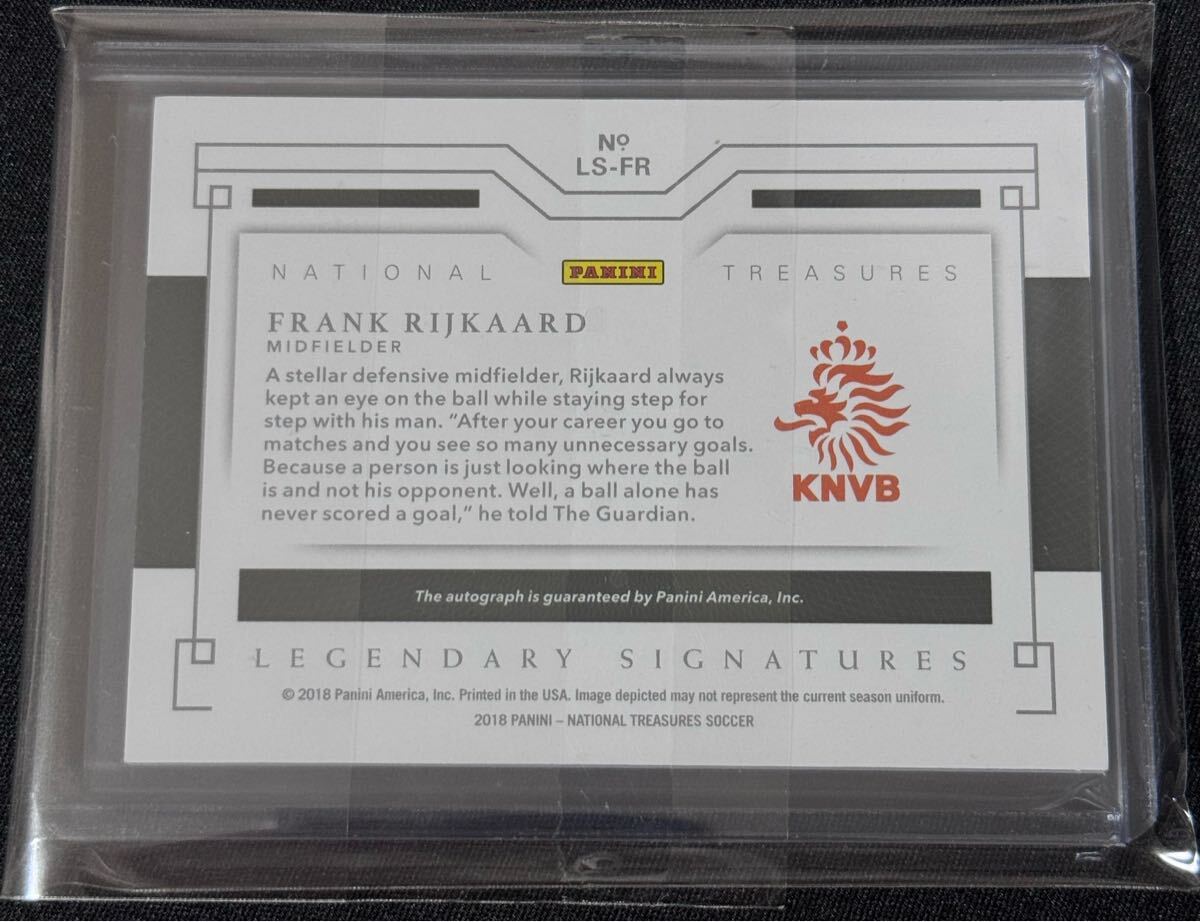 Nº
LS-FR
NATIONAL PANINI TREASURES
FRANK RIJKAARD
MIDFIELDER
A stellar defensive midfielder, Rijkaard always
kept an eye on the ball while staying step for
step with his man. “After your career you go to
matches and you see so many unnecessary goals.
Because a person is just looking where the ball
is and not his opponent. Well, a ball alone has
never scored a goal,” he told The Guardian.
KNVB
The autograph is guaranteed by Panini America, Inc.
LEGENDARY SIGNATURES
© 2018 Panini America, Inc. Printed in the USA. Image depicted may not represent the current season uniform.
2018 PANINI – NATIONAL TREASURES SOCCER